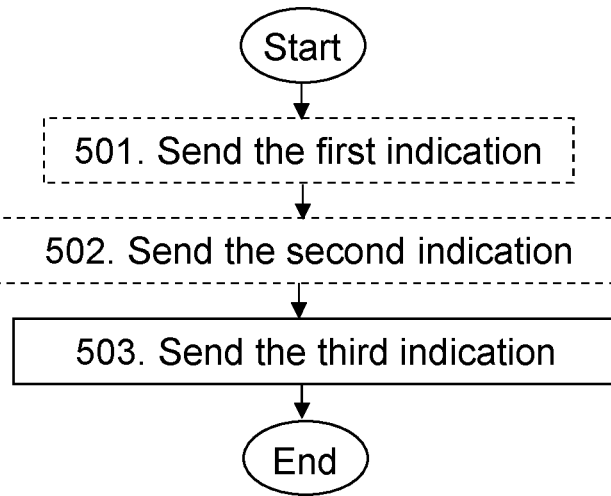 Start
501. Send the first indication
502. Send the second indication
503. Send the third indication
End